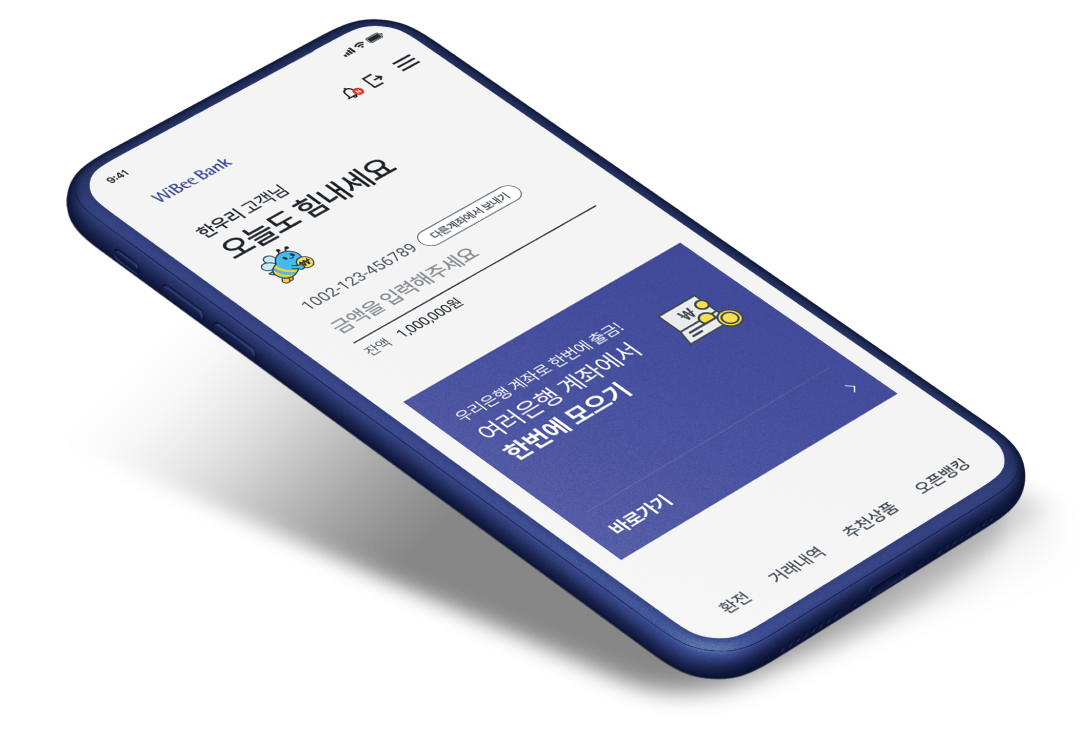 9:41
WiBee Bank
한우리 고객님
오늘도 힘내세요
1002-123-456789 다른계좌에서 보내기
금액을 입력해주세요
잔액 1,000,000원
우리은행 계좌로 한번에 출금!
여러은행 계좌에서
한번에 모으기
₩
바로가기
환전 거래내역 추천상품 오픈뱅킹